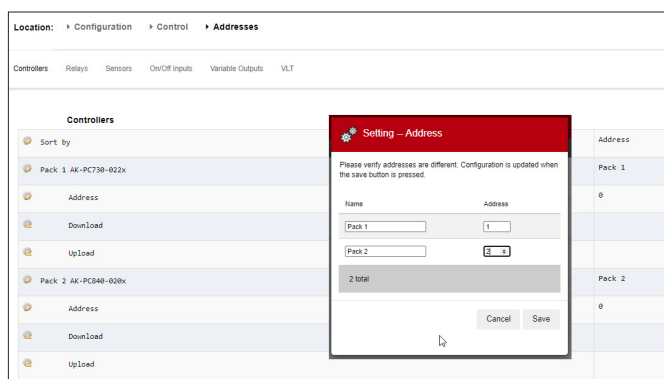 Location: Configuration Control Addresses
Controllers Relays Sensors On/Off Inputs Variable Outputs VLT
Controllers
Sort by Address
Pack 1 AK-PC730-022x Pack 1
Address 0
Download
Upload
Pack 2 AK-PC840-020x Pack 2
Address 0
Download
Upload
Setting – Address
Please verify addresses are different. Configuration is updated when
the save button is pressed.
Name Address
Pack 1 1
Pack 2 2
2 total
Cancel Save